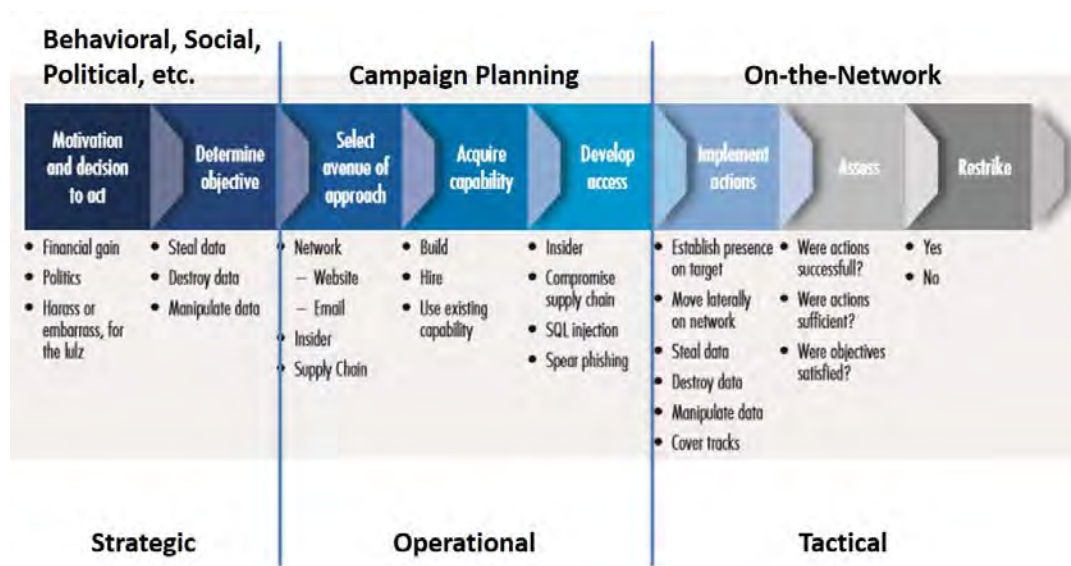 Behavioral, Social,
Political, etc.
Campaign Planning
On-the-Network
Motivation
and decision
to act
Determine
objective
Select
avenue of
approach
Acquire
capability
Develop
access
Implement
actions
Assess
Restrike
• Financial gain
• Politics
• Harass or
embarrass, for
the lulz
• Steal data
• Destroy data
• Manipulate data
• Network
– Website
– Email
• Insider
• Supply Chain
• Build
• Hire
• Use existing
capability
• Insider
• Compromise
supply chain
• SQL injection
• Spear phishing
• Establish presence
on target
• Move laterally
on network
• Steal data
• Destroy data
• Manipulate data
• Cover tracks
• Were actions
successfull?
• Were actions
sufficient?
• Were objectives
satisfied?
• Yes
• No
Strategic
Operational
Tactical